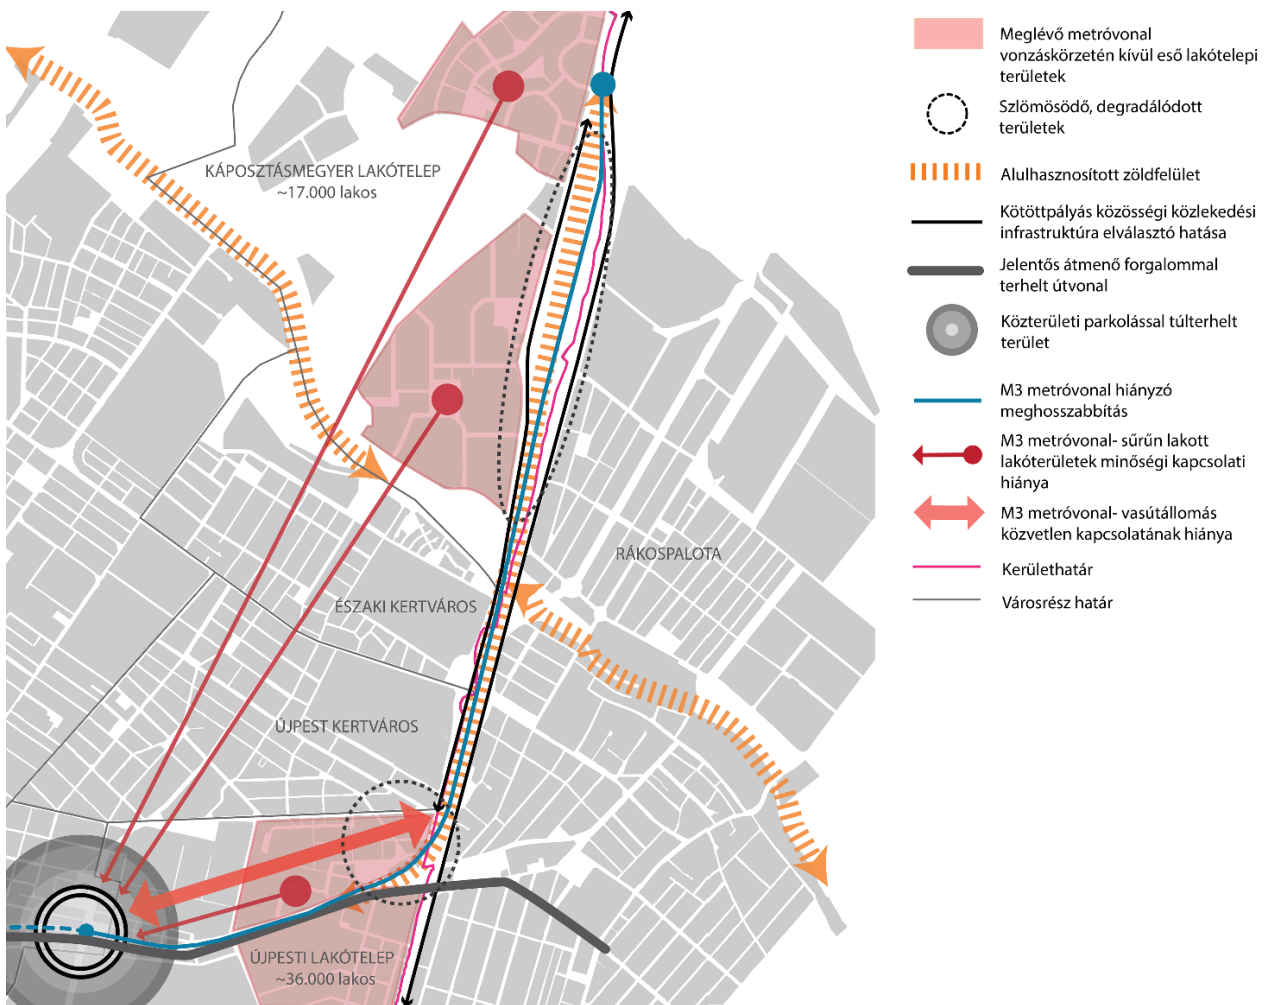 KÁPOSZTÁSMEGYER LAKÓTELEP
~17.000 lakos
RÁKOSPALOTA
ÉSZAKI KERTVÁROS
ÚJPEST KERTVÁROS
ÚJPESTI LAKÓTELEP
~36.000 lakos
Meglévő metróvonal
vonzáskörzetén kívül eső lakótelepi
területek
Szlömösödő, degradálódott
területek
Alulhasznosított zöldfelület
Kötöttpályás közösségi közlekedési
infrastruktúra elválasztó hatása
Jelentős átmenő forgalommal
terhelt útvonal
Közterületi parkolással túlterhelt
terület
M3 metróvonal hiányzó
meghosszabbítás
M3 metróvonal- sűrűn lakott
lakóterületek minőségi kapcsolati
hiánya
M3 metróvonal- vasútállomás
közvetlen kapcsolatának hiánya
Kerülethatár
Városrész határ